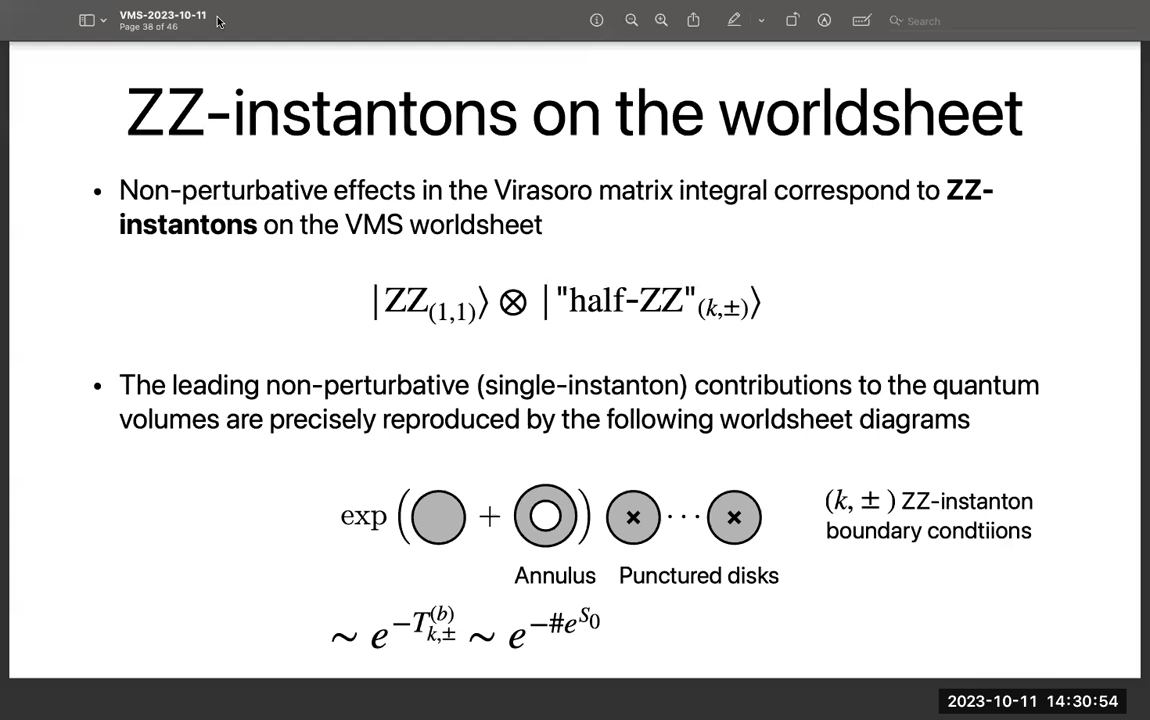 VMS-2023-10-11
Page 38 of 46
Search
ZZ-instantons on the worldsheet
• Non-perturbative effects in the Virasoro matrix integral correspond to ZZ-
instantons on the VMS worldsheet
|ZZ₍₁,₁₎⟩ ⊗ |"half-ZZ"₍ₖ,±₎⟩
• The leading non-perturbative (single-instanton) contributions to the quantum
volumes are precisely reproduced by the following worldsheet diagrams
exp ( + ) × ⋯ ×
(k, ± ) ZZ-instanton
boundary condtiions
Annulus Punctured disks
∼ e^{−T_{k,±}^{(b)}} ∼ e^{−#e^{S_0}}
2023-10-11 14:30:54